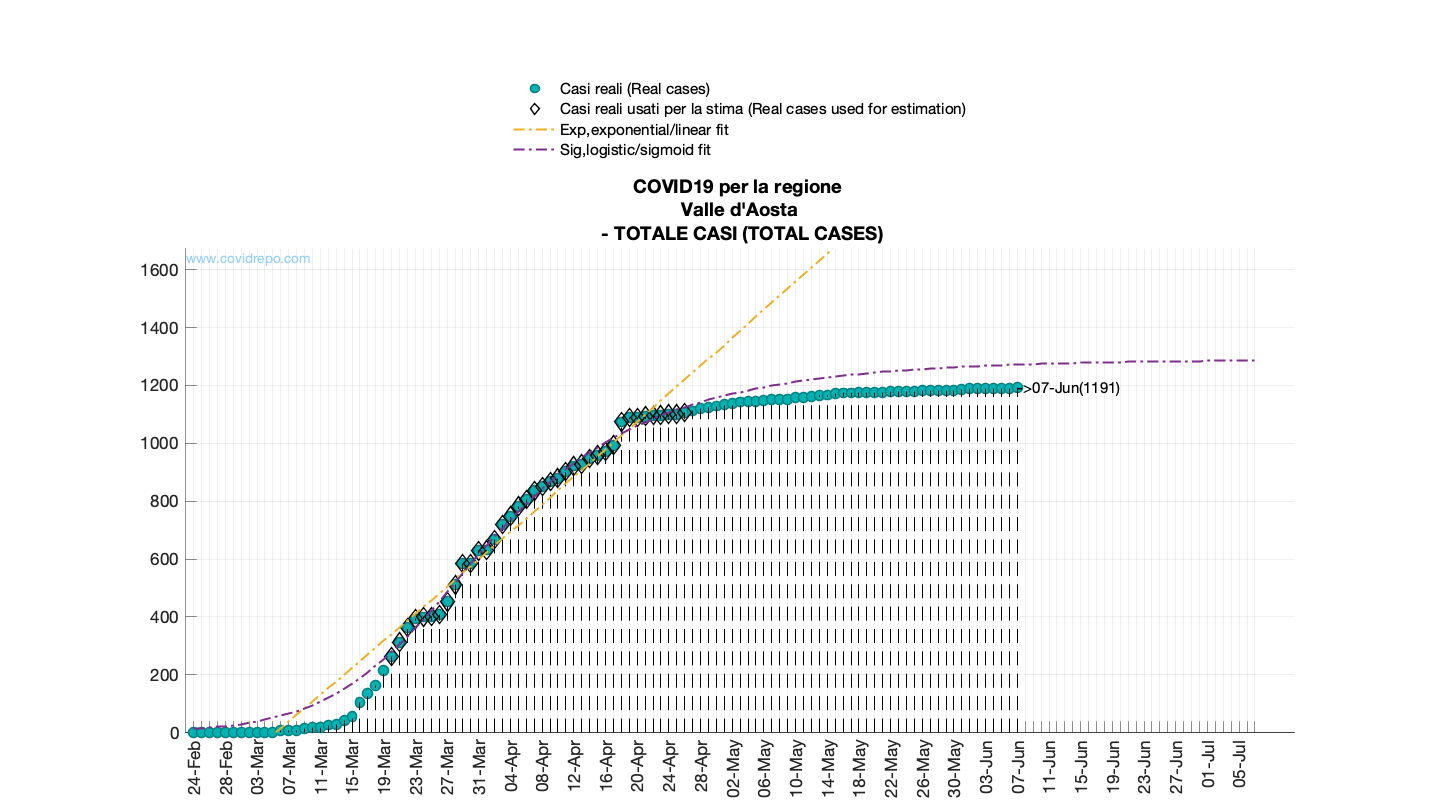 Casi reali (Real cases)
Casi reali usati per la stima (Real cases used for estimation)
Exp,exponential/linear fit
Sig,logistic/sigmoid fit
COVID19 per la regione
Valle d'Aosta
- TOTALE CASI (TOTAL CASES)
www.covidrepo.com
1600
1400
1200
1000
800
600
400
200
0
->07-Jun(1191)
24-Feb
28-Feb
03-Mar
07-Mar
11-Mar
15-Mar
19-Mar
23-Mar
27-Mar
31-Mar
04-Apr
08-Apr
12-Apr
16-Apr
20-Apr
24-Apr
28-Apr
02-May
06-May
10-May
14-May
18-May
22-May
26-May
30-May
03-Jun
07-Jun
11-Jun
15-Jun
19-Jun
23-Jun
27-Jun
01-Jul
05-Jul